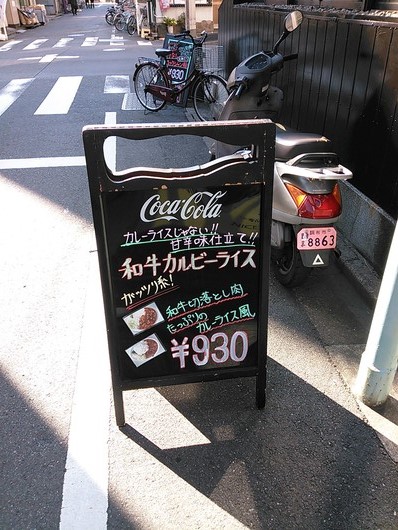 Coca-Cola
カレーライスじゃない!!
甘辛味仕立て!!
和牛カルビーライス
ガッツリ系!
和牛切落とし肉
たっぷりの
カレーライス風
¥930
8863
¥930